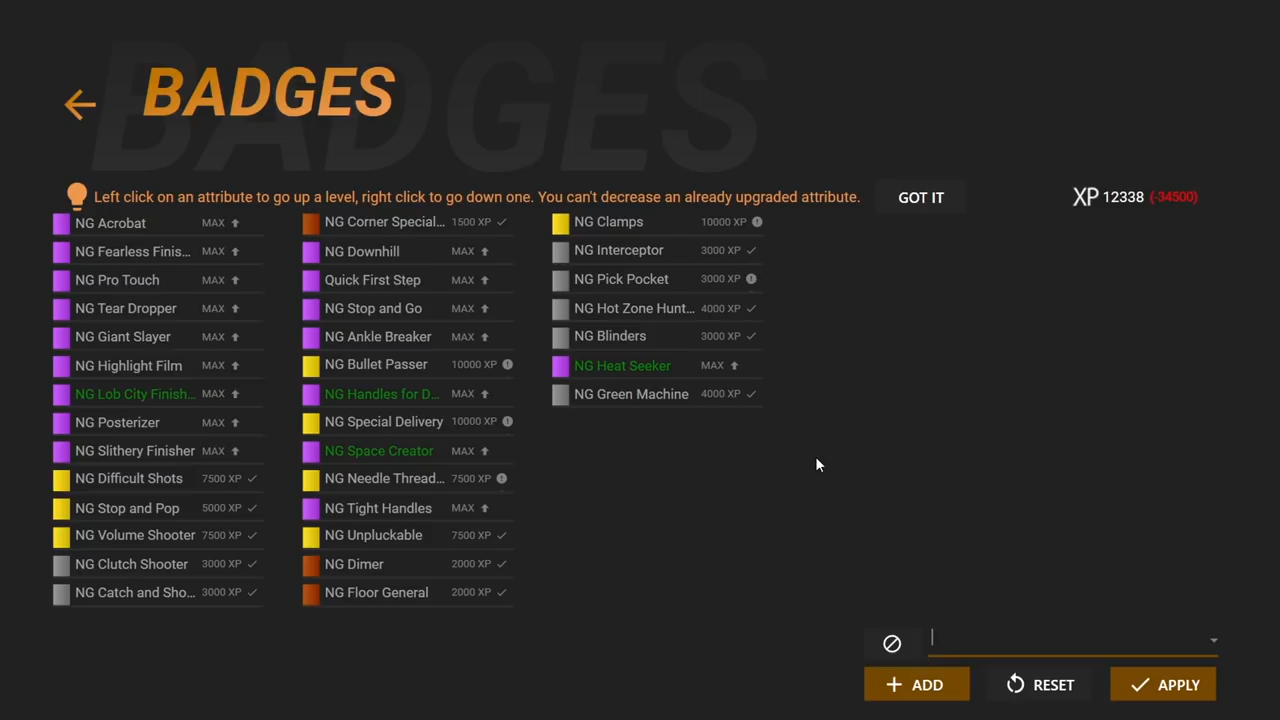 BADGES
BADGES
Left click on an attribute to go up a level, right click to go down one. You can't decrease an already upgraded attribute.
GOT IT
XP 12338 (-34500)
NG Acrobat MAX
NG Fearless Finis... MAX
NG Pro Touch MAX
NG Tear Dropper MAX
NG Giant Slayer MAX
NG Highlight Film MAX
NG Lob City Finish... MAX
NG Posterizer MAX
NG Slithery Finisher MAX
NG Difficult Shots 7500 XP
NG Stop and Pop 5000 XP
NG Volume Shooter 7500 XP
NG Clutch Shooter 3000 XP
NG Catch and Sho... 3000 XP
NG Corner Special... 1500 XP
NG Downhill MAX
Quick First Step MAX
NG Stop and Go MAX
NG Ankle Breaker MAX
NG Bullet Passer 10000 XP
NG Handles for D... MAX
NG Special Delivery 10000 XP
NG Space Creator MAX
NG Needle Thread... 7500 XP
NG Tight Handles MAX
NG Unpluckable 7500 XP
NG Dimer 2000 XP
NG Floor General 2000 XP
NG Clamps 10000 XP
NG Interceptor 3000 XP
NG Pick Pocket 3000 XP
NG Hot Zone Hunt... 4000 XP
NG Blinders 3000 XP
NG Heat Seeker MAX
NG Green Machine 4000 XP
ADD
RESET
APPLY